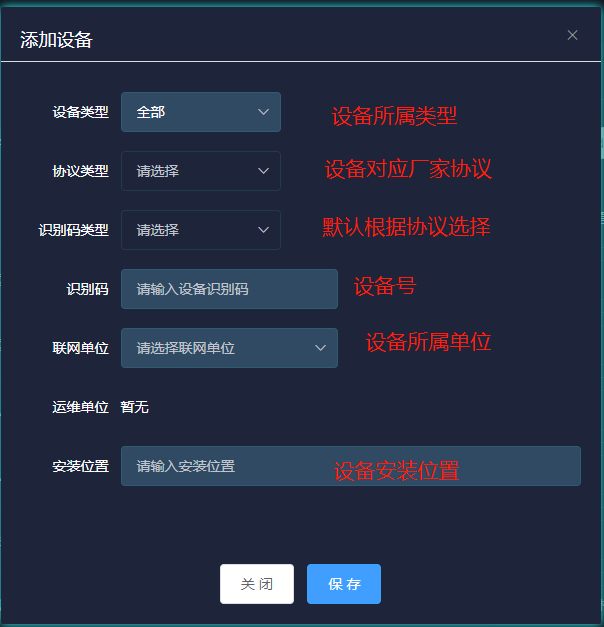 添加设备
设备类型 全部 设备所属类型
协议类型 请选择 设备对应厂家协议
识别码类型 请选择 默认根据协议选择
识别码 请输入设备识别码 设备号
联网单位 请选择联网单位 设备所属单位
运维单位 暂无
安装位置 请输入安装位置 设备安装位置
关闭 保存